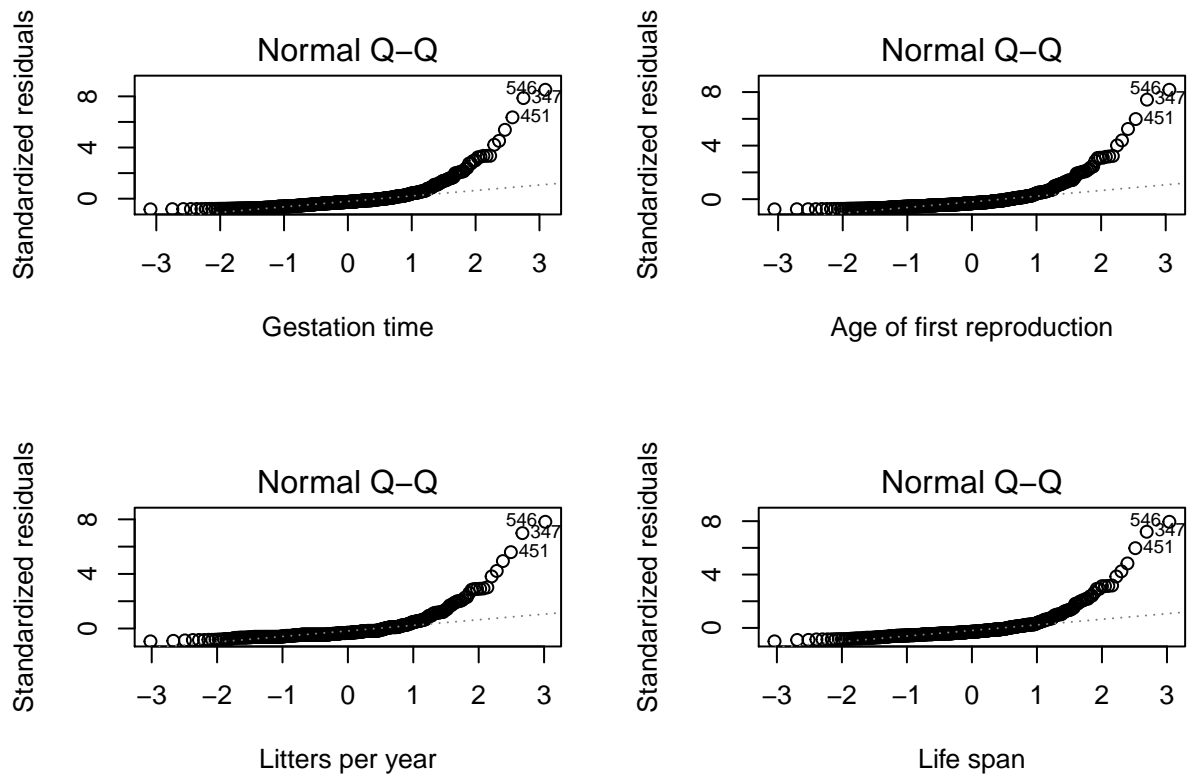 Normal Q−Q
Standardized residuals
8
4
0
546
347
451
−3 −2 −1 0 1 2 3
Gestation time
Normal Q−Q
Standardized residuals
8
4
0
546
347
451
−3 −2 −1 0 1 2 3
Age of first reproduction
Normal Q−Q
Standardized residuals
8
4
0
546
347
451
−3 −2 −1 0 1 2 3
Litters per year
Normal Q−Q
Standardized residuals
8
4
0
546
347
451
−3 −2 −1 0 1 2 3
Life span